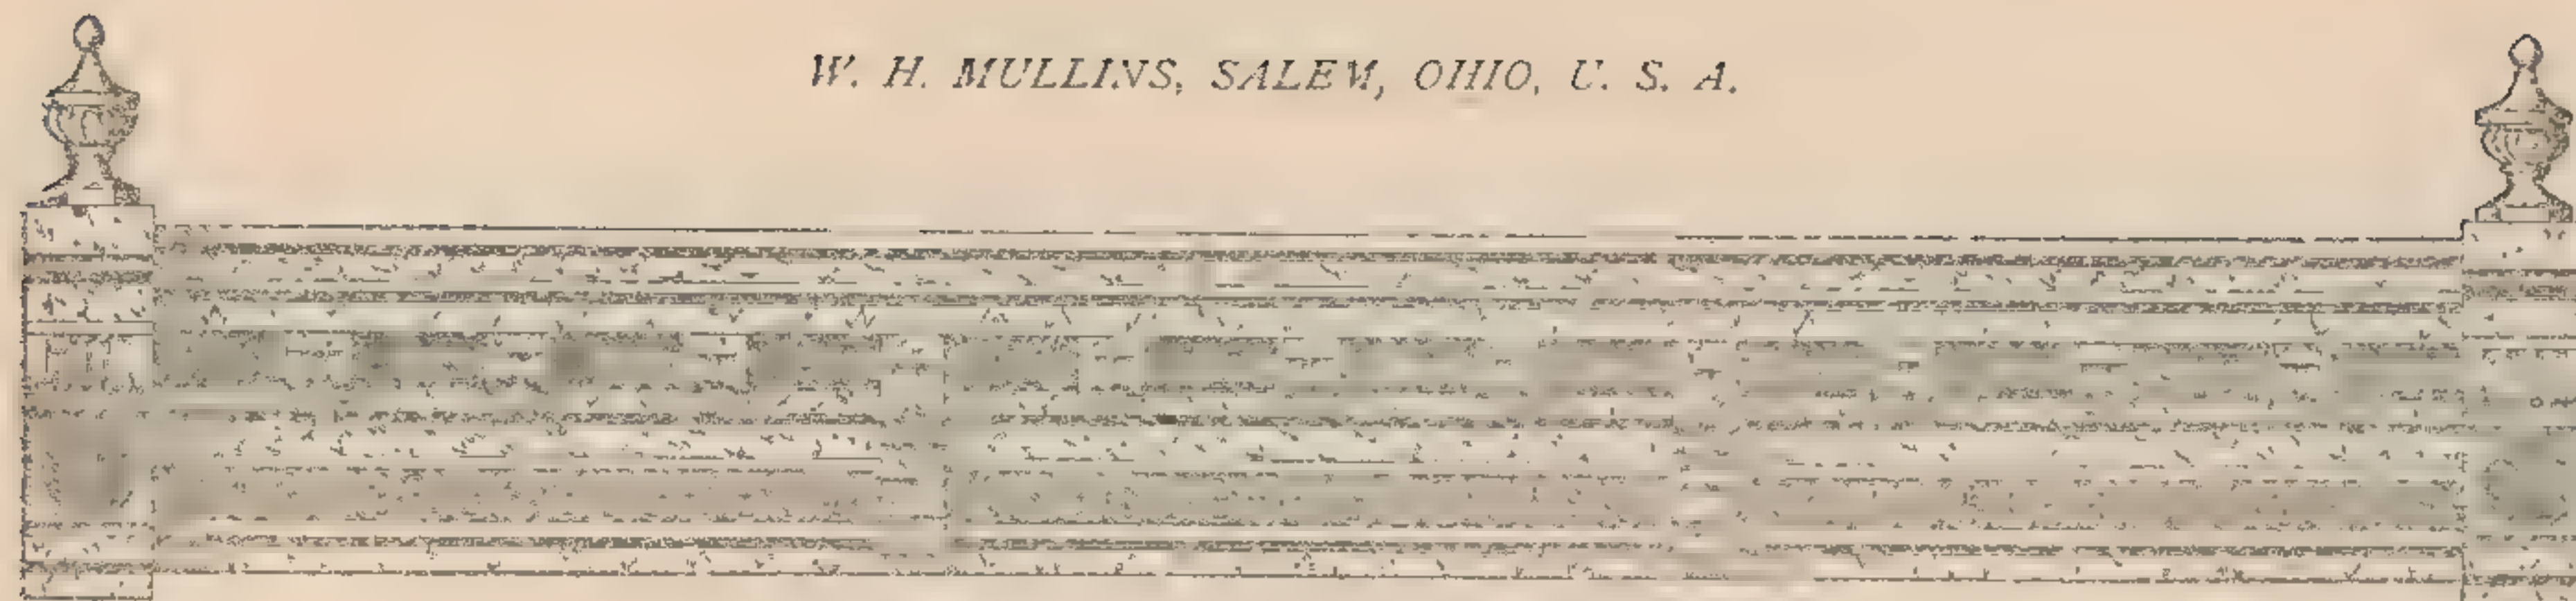 W. H. MULLINS, SALEM, OHIO, U. S. A.